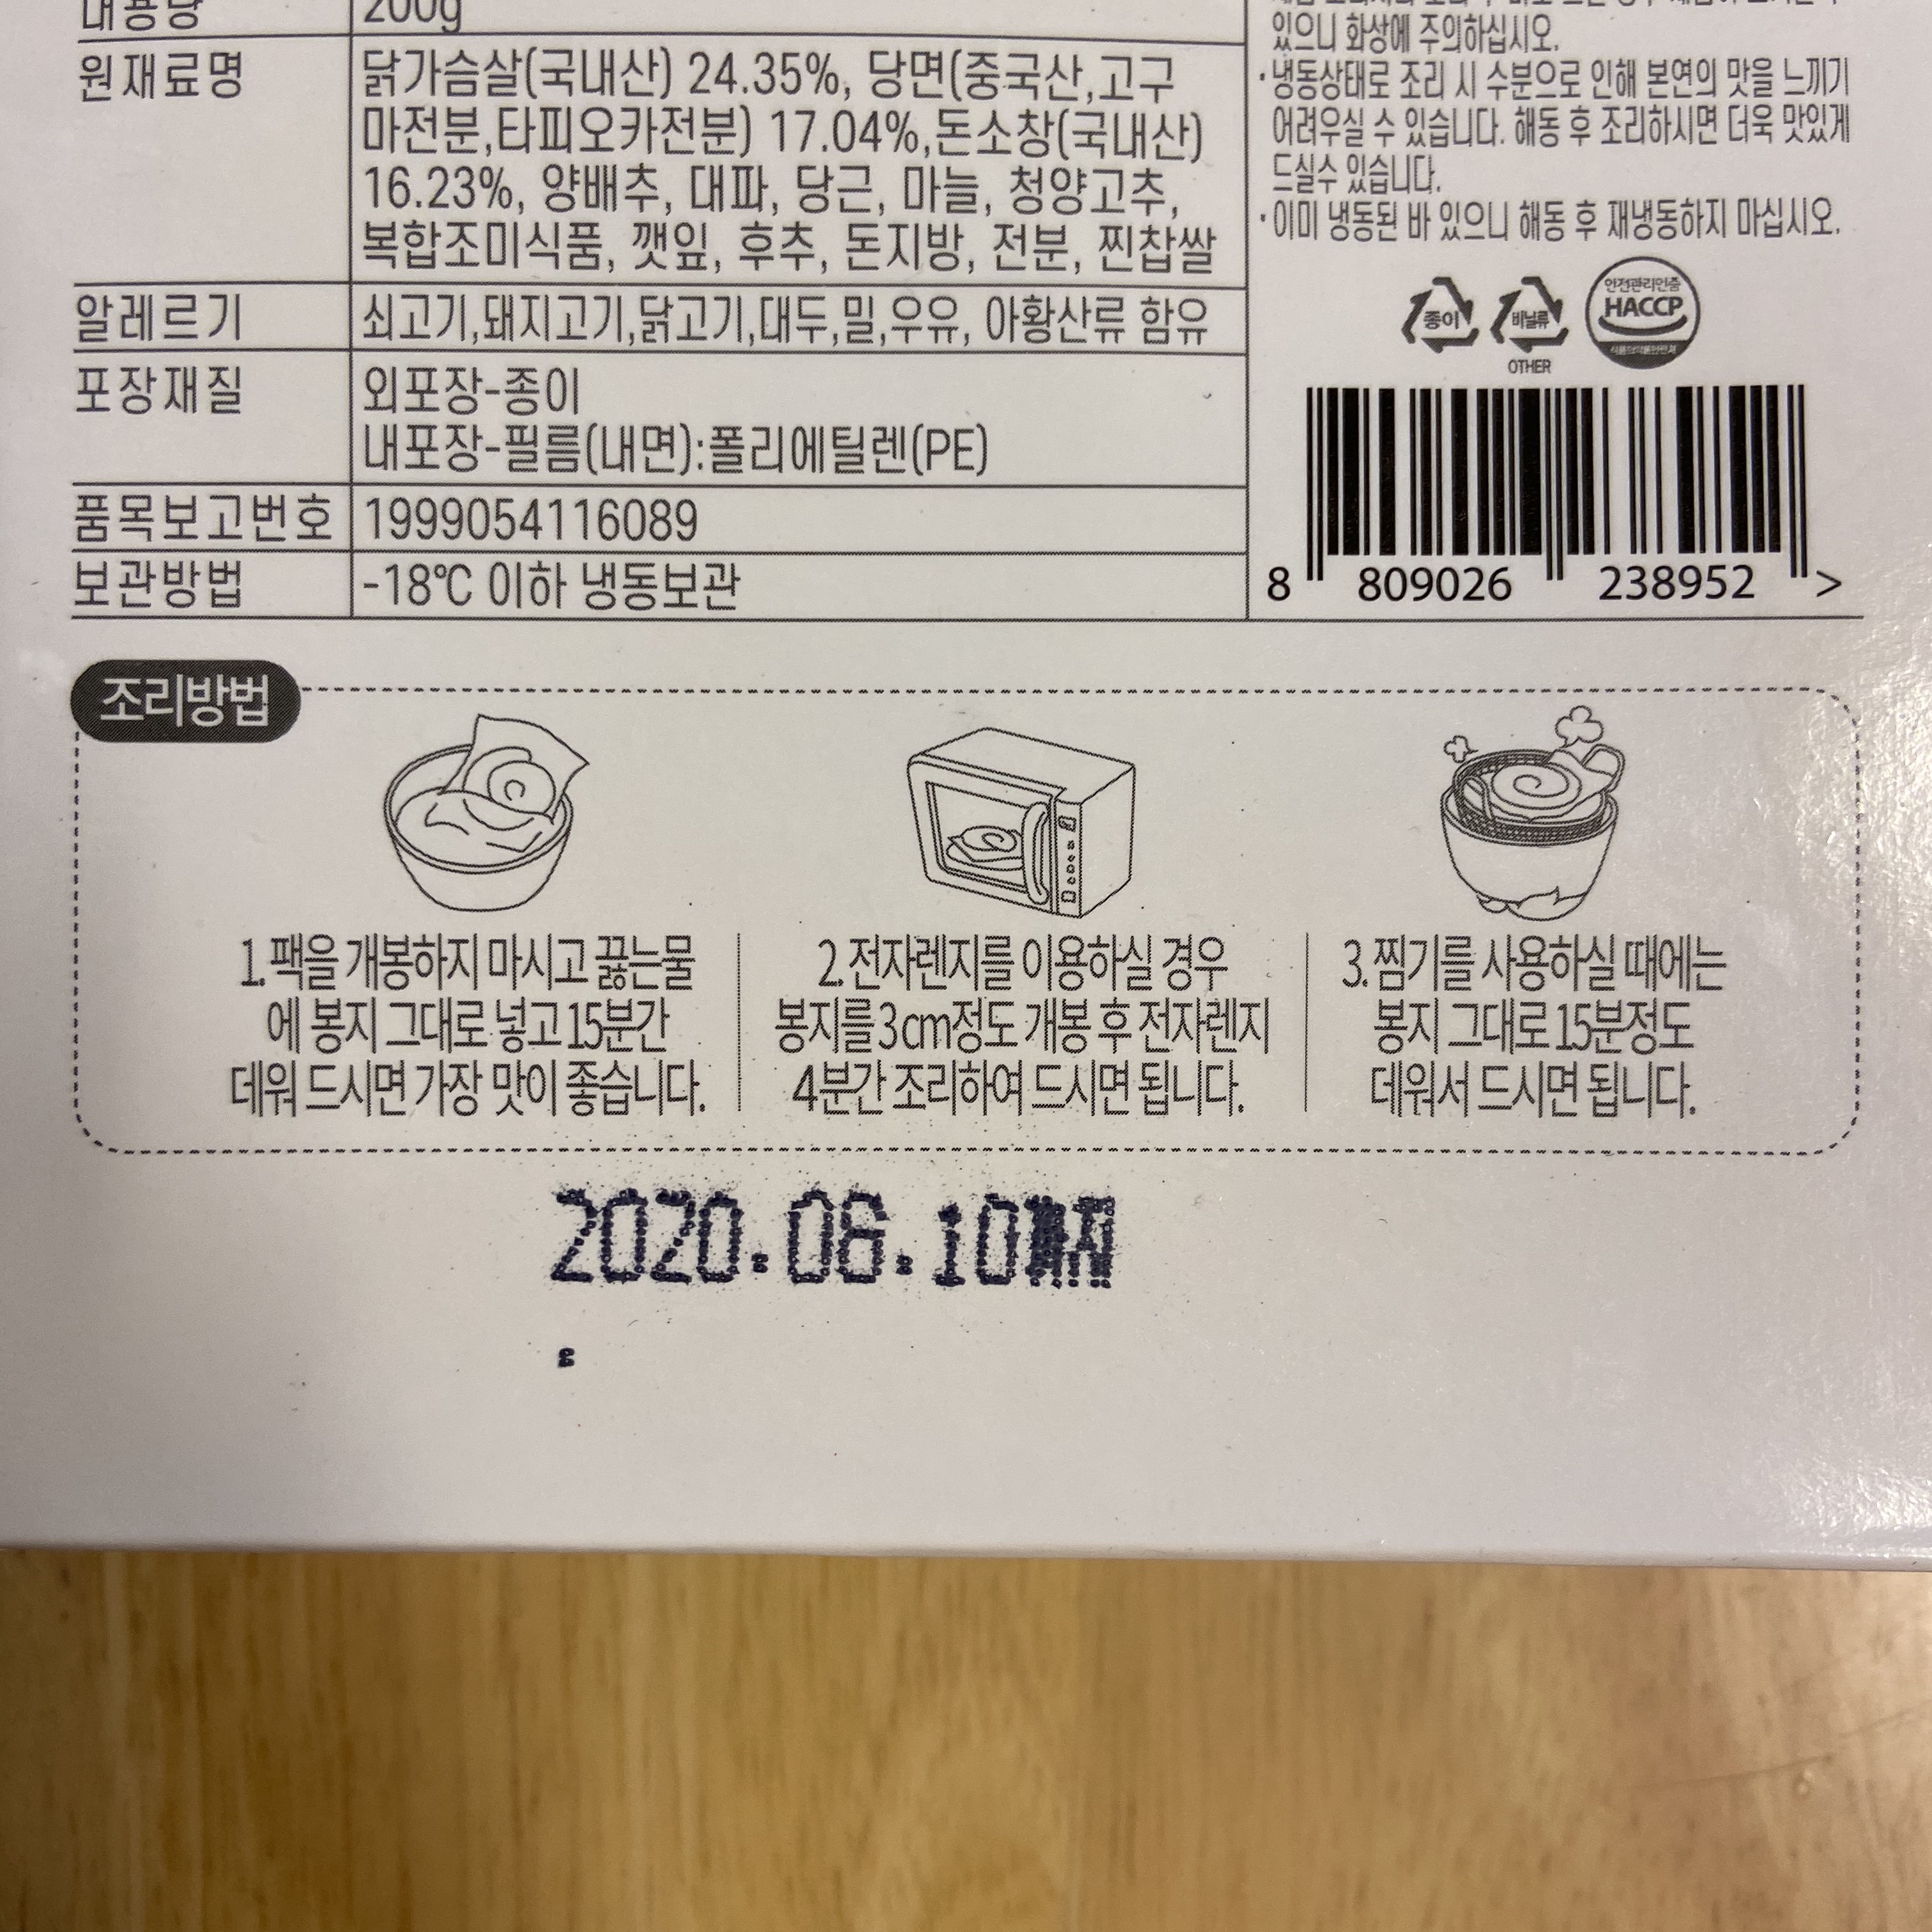 내용량 200g
원재료명 닭가슴살(국내산) 24.35%, 당면(중국산,고구
마전분,타피오카전분) 17.04%,돈소창(국내산)
16.23%, 양배추, 대파, 당근, 마늘, 청양고추,
복합조미식품, 깻잎, 후추, 돈지방, 전분, 찐찹쌀
알레르기 쇠고기,돼지고기,닭고기,대두,밀,우유, 아황산류 함유
포장재질 외포장-종이
내포장-필름(내면):폴리에틸렌(PE)
품목보고번호 1999054116089
보관방법 -18℃ 이하 냉동보관
있으니 화상에 주의하십시오.
·냉동상태로 조리 시 수분으로 인해 본연의 맛을 느끼기
어려우실 수 있습니다. 해동 후 조리하시면 더욱 맛있게
드실수 있습니다.
·이미 냉동된 바 있으니 해동 후 재냉동하지 마십시오.
종이 비닐류 안전관리인증
HACCP
OTHER
8 809026 238952 >
조리방법
1. 팩을 개봉하지 마시고 끓는물
에 봉지 그대로 넣고 15분간
데워 드시면 가장 맛이 좋습니다.
2. 전자렌지를 이용하실 경우
봉지를 3cm정도 개봉 후 전자렌지
4분간 조리하여 드시면 됩니다.
3. 찜기를 사용하실 때에는
봉지 그대로 15분정도
데워서 드시면 됩니다.
2020.08.10